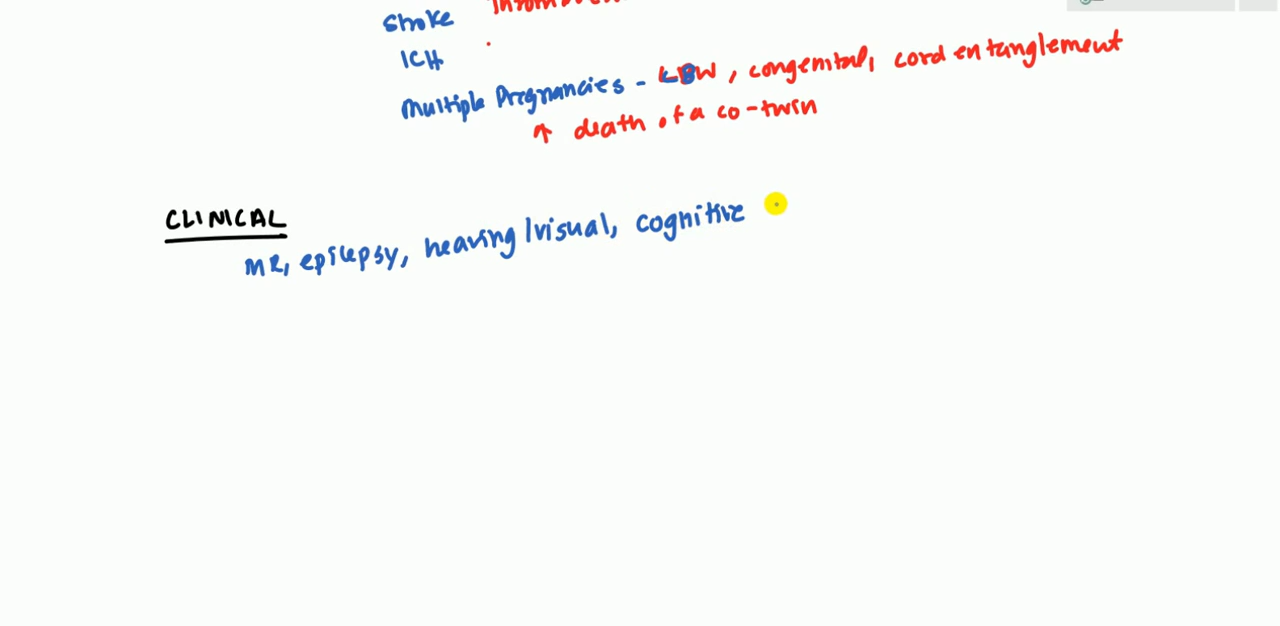 Stroke
ICH
Multiple Pregnancies - LBW, congenital, cord entanglement
↑ death of a co-twin
CLINICAL
MR, epilepsy, hearing/visual, cognitive